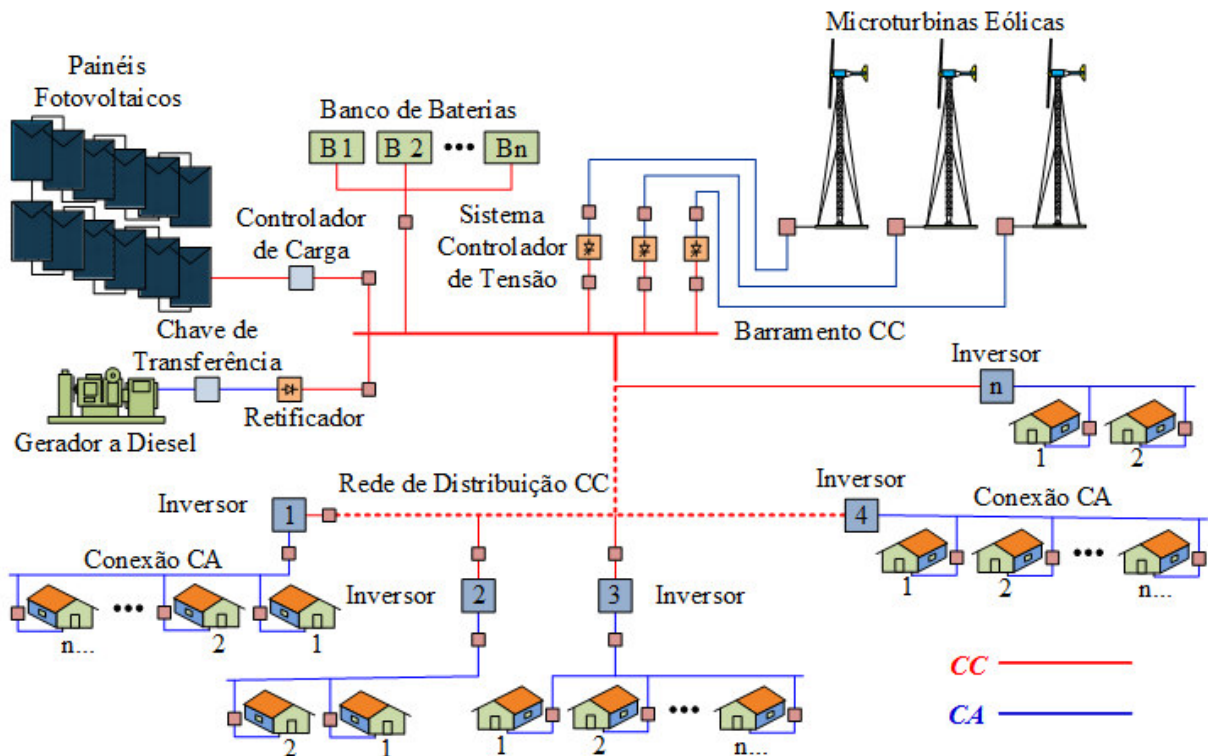 Microturbinas Eólicas
Painéis
Fotovoltaicos
Banco de Baterias
B 1
B 2
•••
Bn
Controlador
de Carga
Sistema
Controlador
de Tensão
Chave de
Transferência
Barramento CC
Inversor
n
Retificador
Gerador a Diesel
1
2
Rede de Distribuição CC
Inversor
1
Inversor
4
Conexão CA
Conexão CA
1
2
•••
n...
Inversor
2
3
Inversor
n...
•••
2
1
CC
CA
2
1
1
2
•••
n...